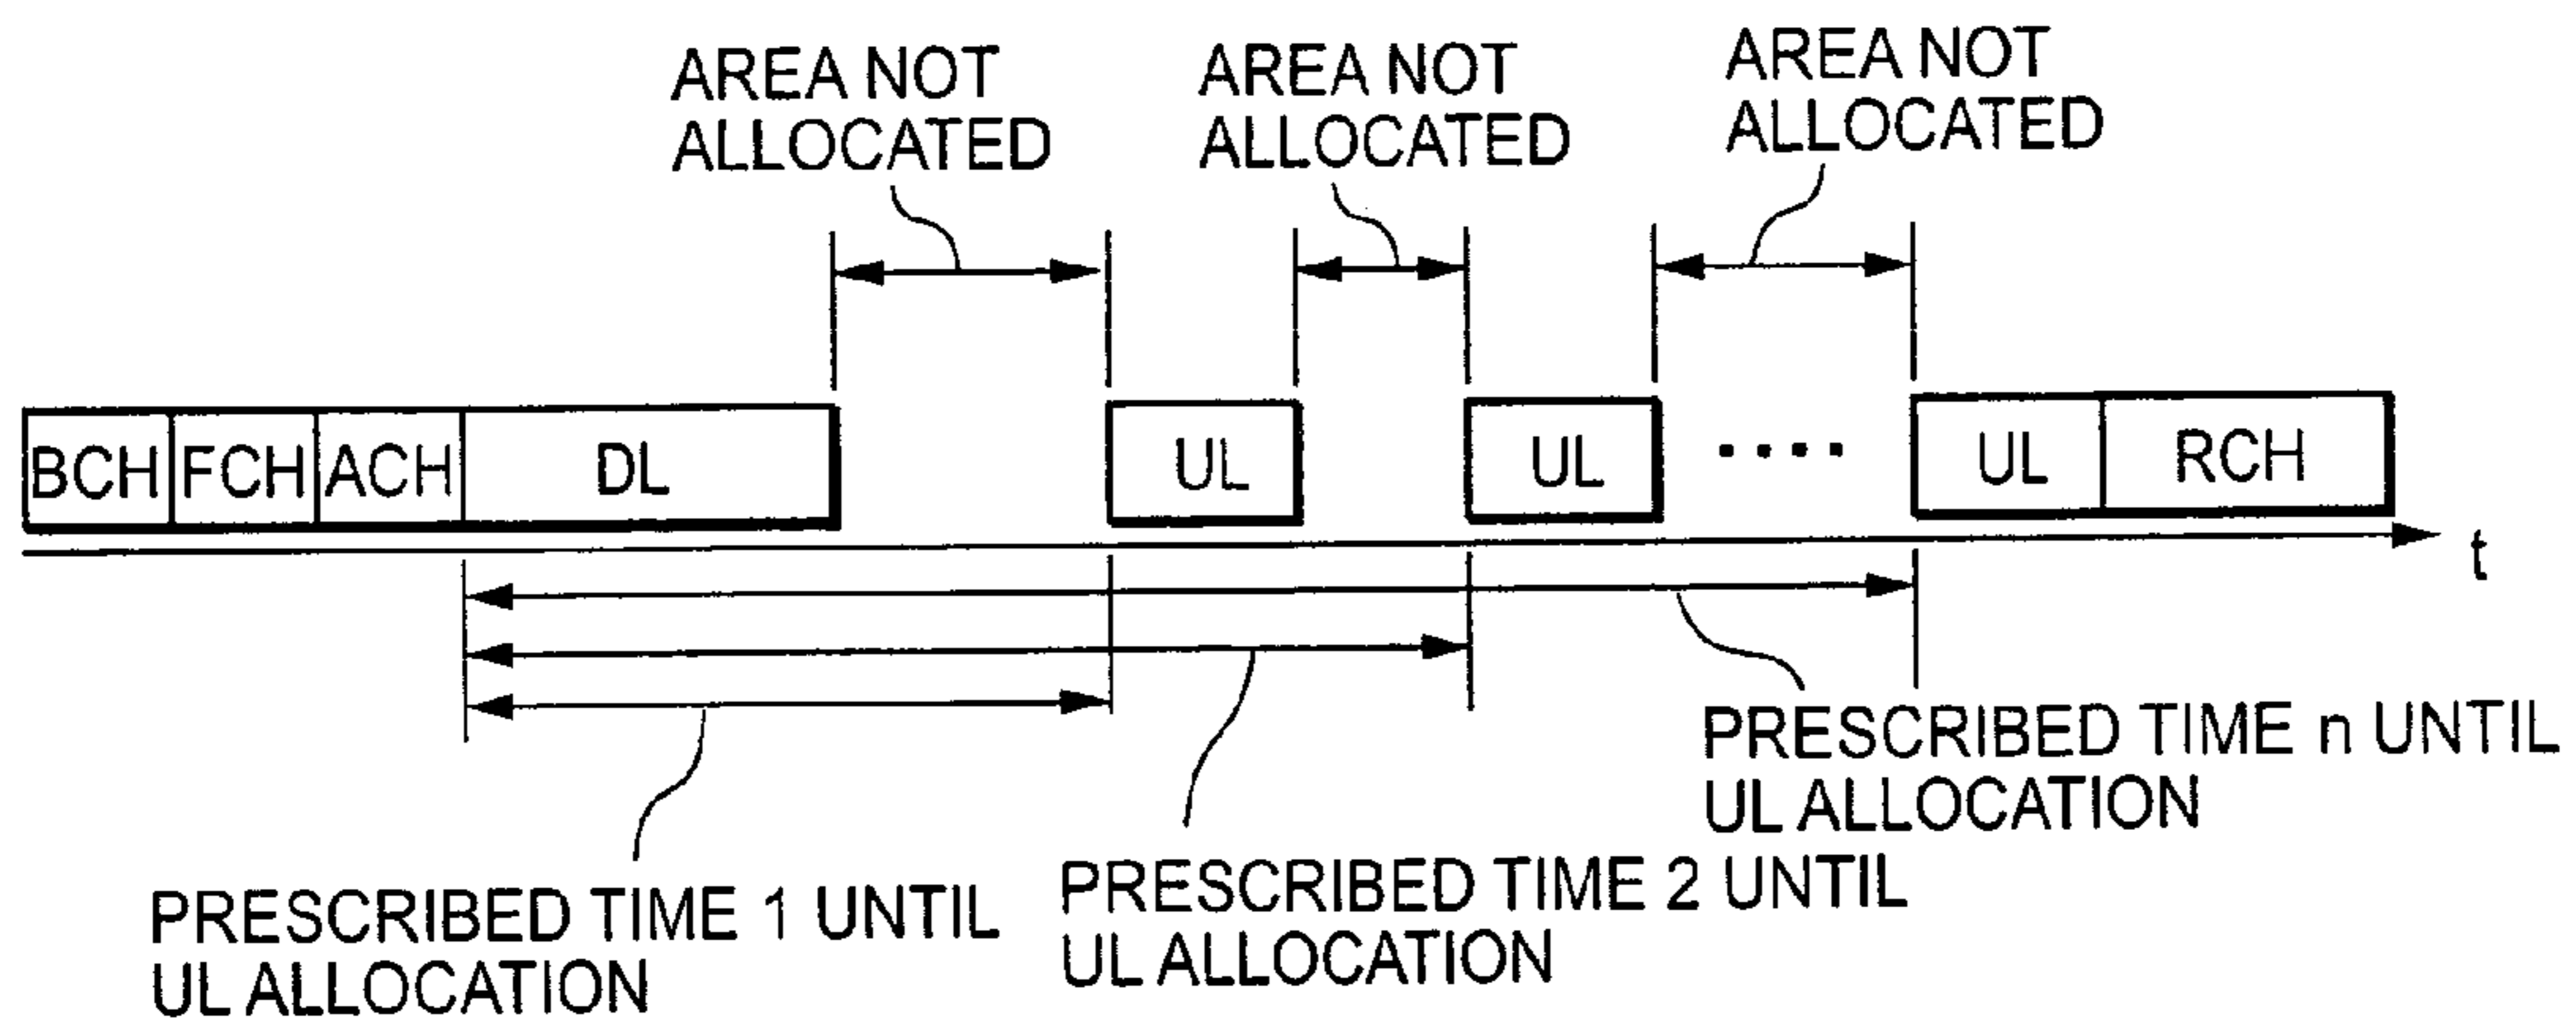 AREA NOT
ALLOCATED
AREA NOT
ALLOCATED
AREA NOT
ALLOCATED
BCH FCH ACH DL UL UL .... UL RCH
t
PRESCRIBED TIME n UNTIL
UL ALLOCATION
PRESCRIBED TIME 2 UNTIL
UL ALLOCATION
PRESCRIBED TIME 1 UNTIL
UL ALLOCATION